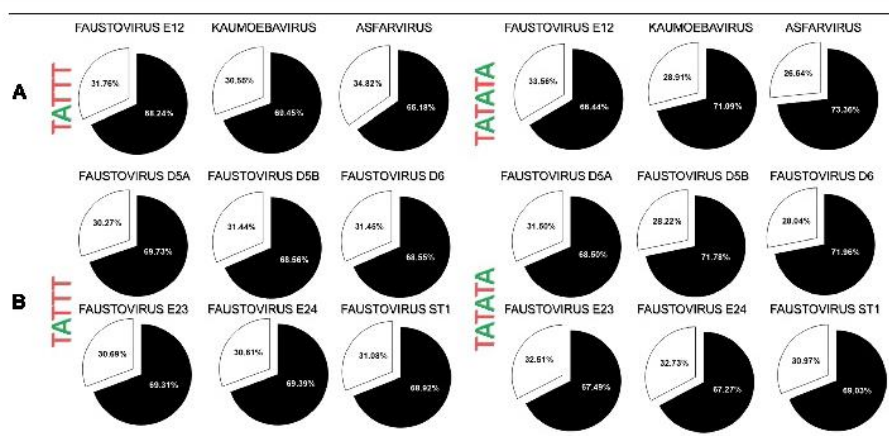 FAUSTOVIRUS E12 KAUMOEBAVIRUS ASFARVIRUS FAUSTOVIRUS E12 KAUMOEBAVIRUS ASFARVIRUS
A
TATTT
31.76% 68.24% 30.55% 69.45% 34.82% 65.18%
TATATA
33.56% 66.44% 28.91% 71.09% 26.64% 73.36%
FAUSTOVIRUS D5A FAUSTOVIRUS D5B FAUSTOVIRUS D6 FAUSTOVIRUS D5A FAUSTOVIRUS D5B FAUSTOVIRUS D6
30.27% 69.73% 31.44% 68.56% 31.45% 68.55% 31.50% 68.50% 28.22% 71.78% 28.04% 71.96%
B
TATTT
TATATA
FAUSTOVIRUS E23 FAUSTOVIRUS E24 FAUSTOVIRUS ST1 FAUSTOVIRUS E23 FAUSTOVIRUS E24 FAUSTOVIRUS ST1
30.69% 69.31% 30.61% 69.39% 31.08% 68.92% 32.51% 67.49% 32.73% 67.27% 30.97% 69.03%